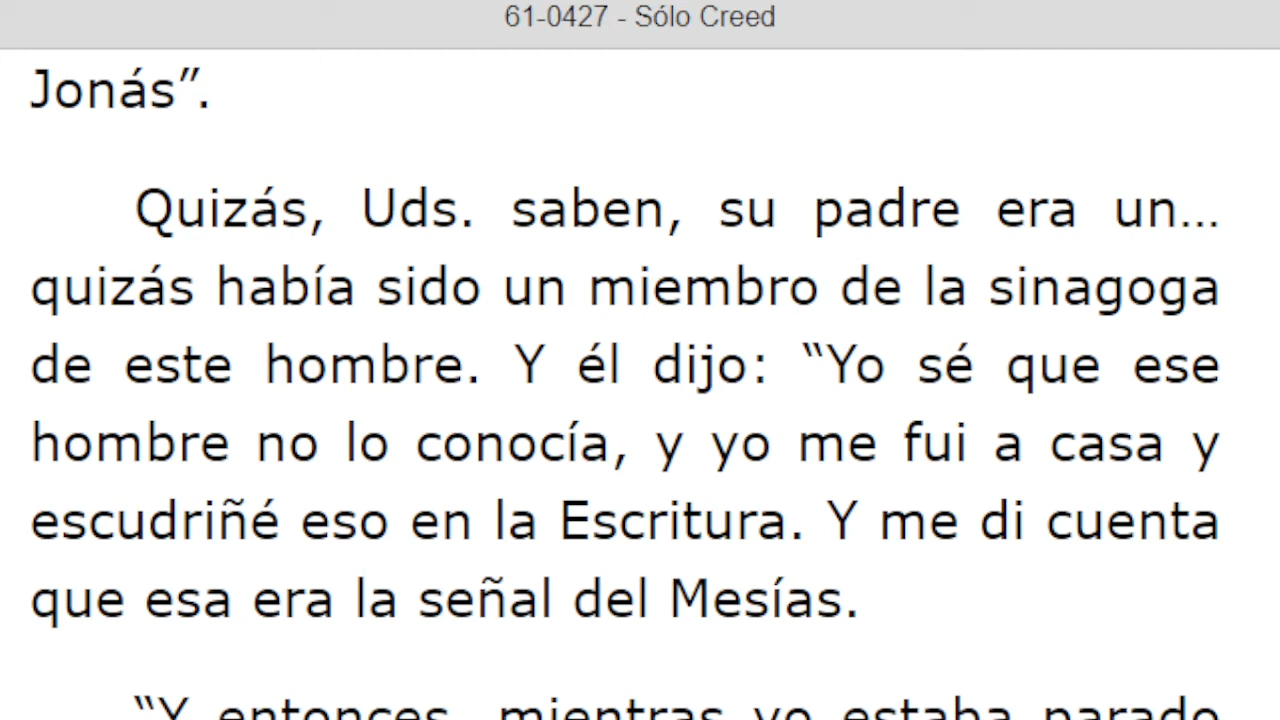 61-0427 - Sólo Creed
Jonás”.
Quizás, Uds. saben, su padre era un...
quizás había sido un miembro de la sinagoga
de este hombre. Y él dijo: “Yo sé que ese
hombre no lo conocía, y yo me fui a casa y
escudriñé eso en la Escritura. Y me di cuenta
que esa era la señal del Mesías.
“Y entonces, mientras yo estaba parado